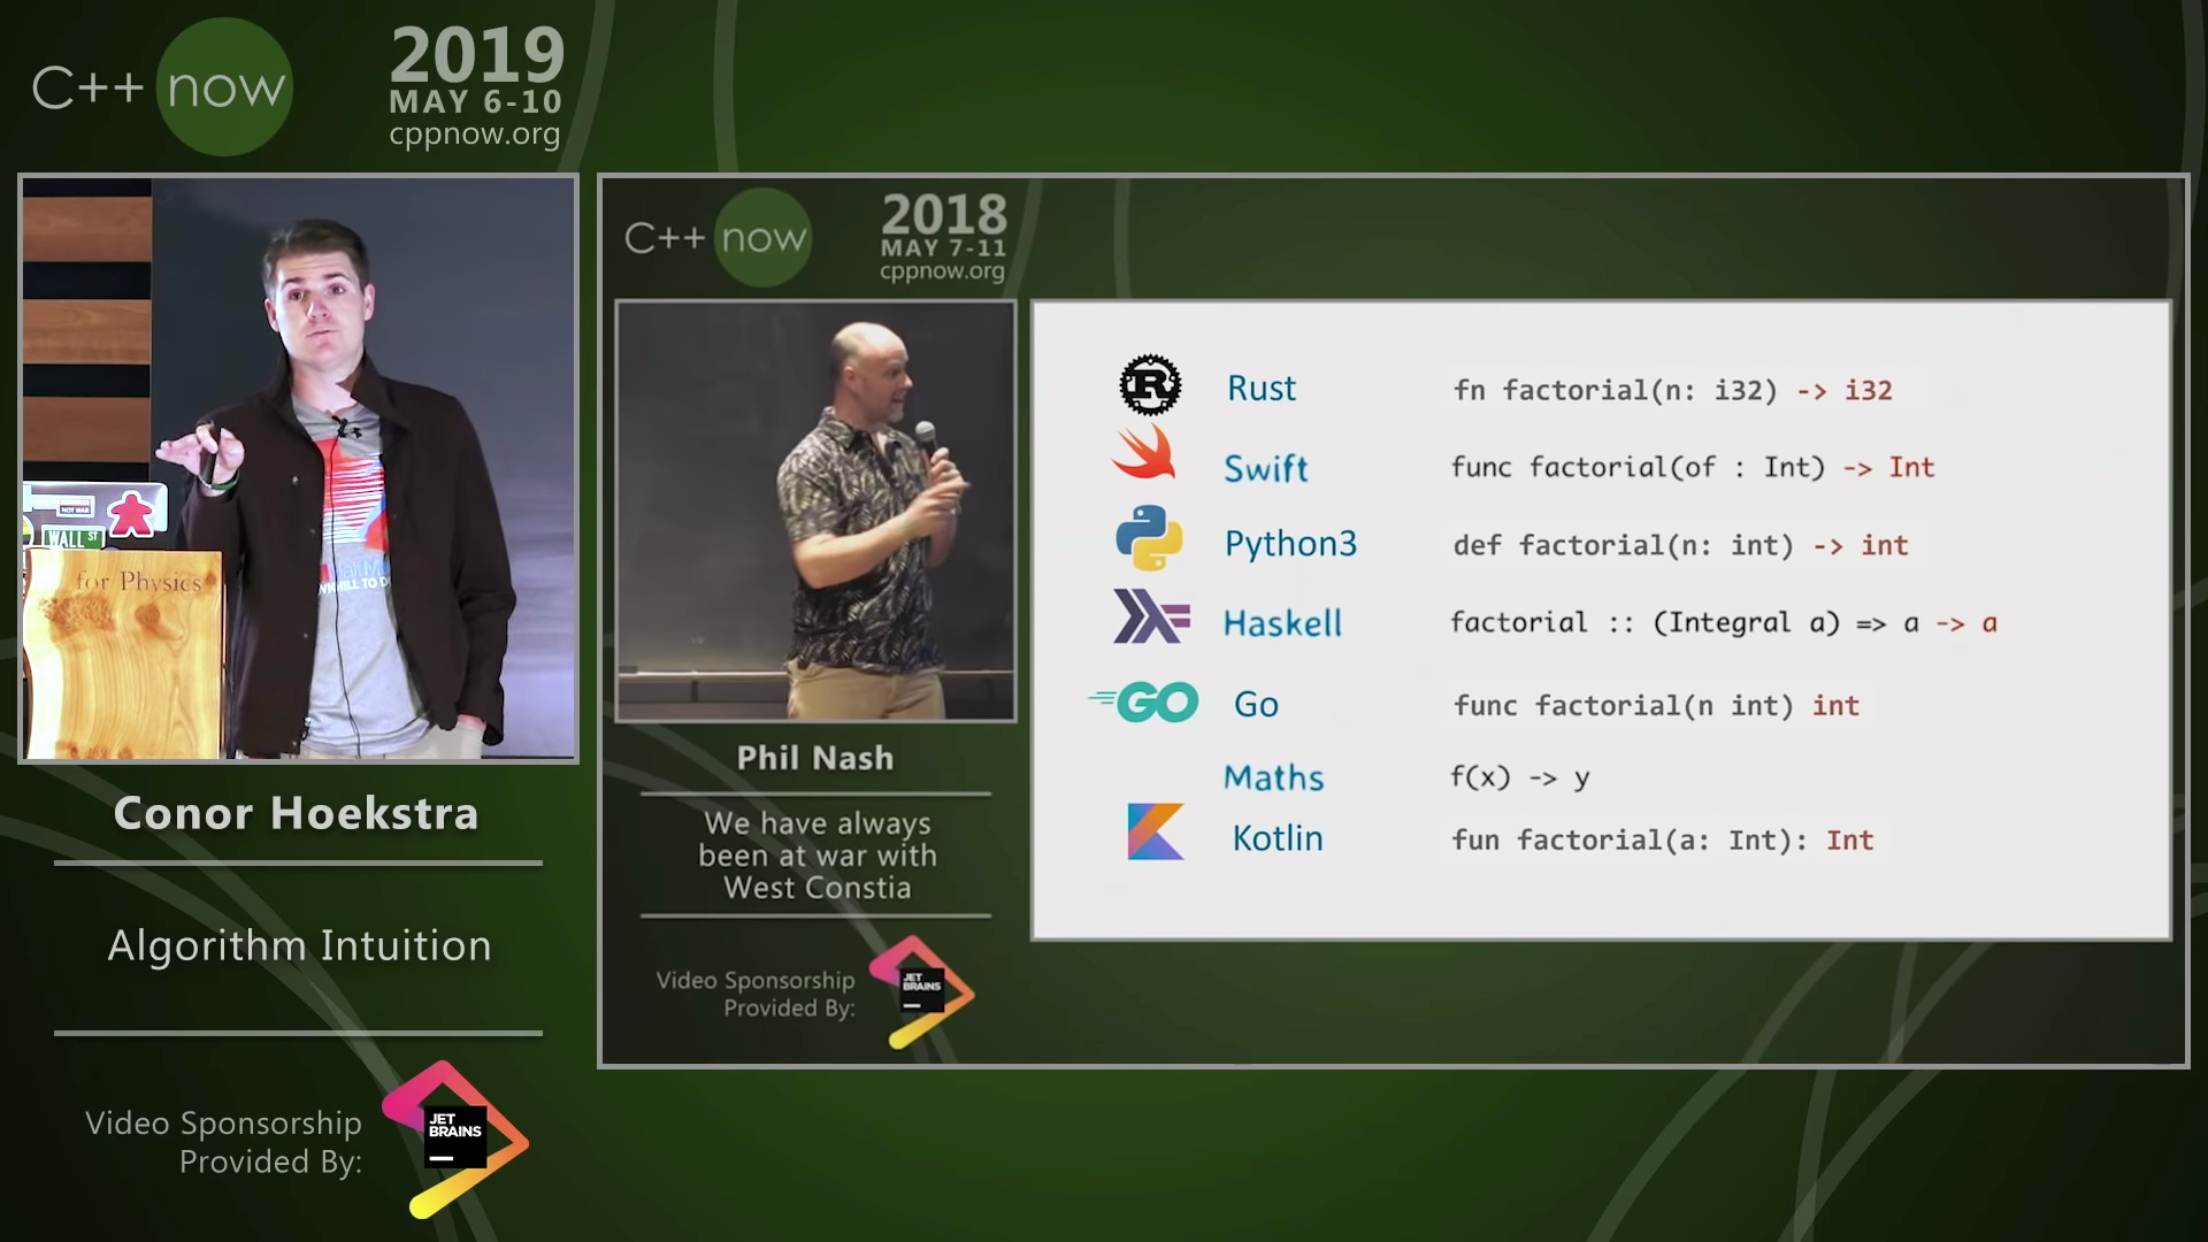 C++ now
2019
MAY 6-10
cppnow.org
WALL ST
for Physics
Conor Hoekstra
Algorithm Intuition
Video Sponsorship
Provided By:
JET
BRAINS
C++ now
2018
MAY 7-11
cppnow.org
Phil Nash
We have always
been at war with
West Constia
Video Sponsorship
Provided By:
JET
BRAINS
R Rust fn factorial(n: i32) -> i32
Swift func factorial(of : Int) -> Int
Python3 def factorial(n: int) -> int
Haskell factorial :: (Integral a) => a -> a
GO Go func factorial(n int) int
Maths f(x) -> y
Kotlin fun factorial(a: Int): Int